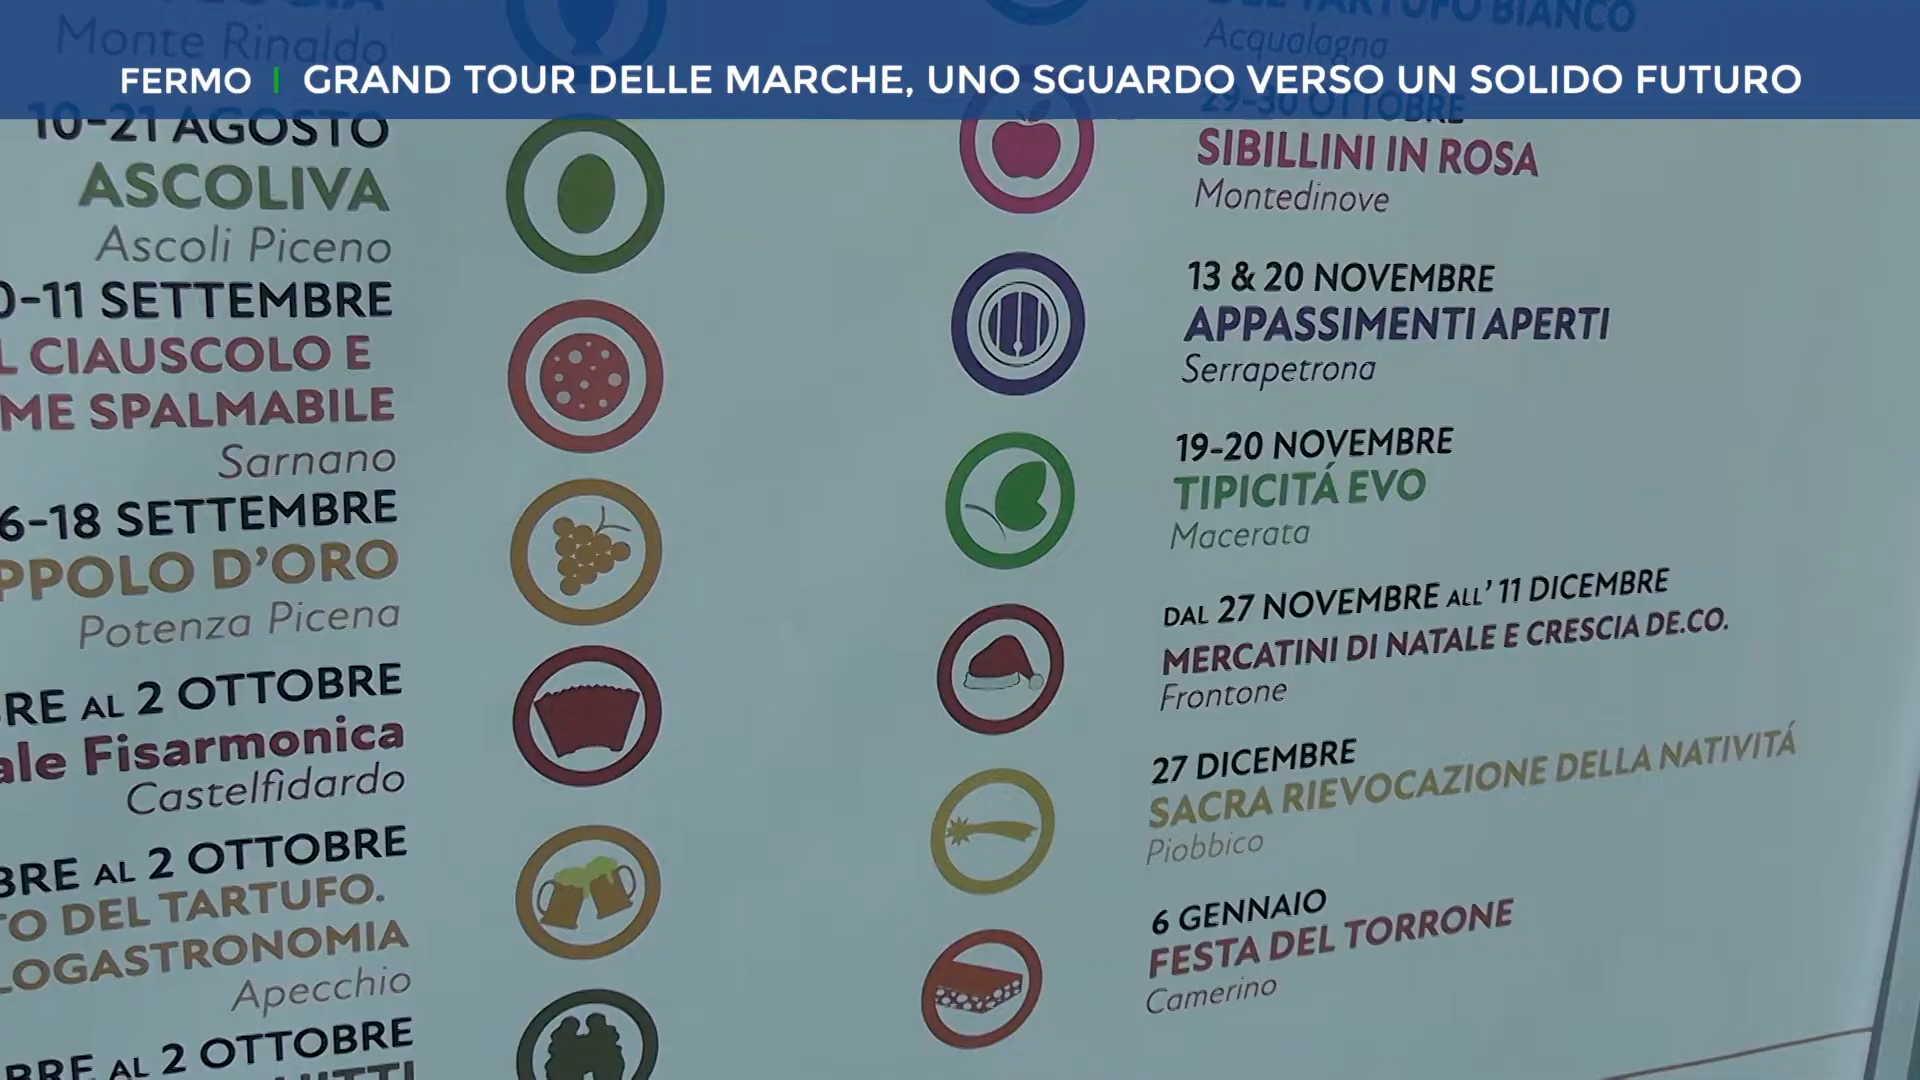 FERMO | GRAND TOUR DELLE MARCHE, UNO SGUARDO VERSO UN SOLIDO FUTURO
Monte Rinaldo
10-21 AGOSTO
ASCOLIVA
Ascoli Piceno
0-11 SETTEMBRE
L CIAUSCOLO E
ME SPALMABILE
Sarnano
6-18 SETTEMBRE
PPOLO D'ORO
Potenza Picena
RE AL 2 OTTOBRE
ale Fisarmonica
Castelfidardo
BRE AL 2 OTTOBRE
TO DEL TARTUFO.
LOGASTRONOMIA
Apecchio
BRE AL 2 OTTOBRE
DEL TARTUFO BIANCO
Acqualagna
29-30 OTTOBRE
SIBILLINI IN ROSA
Montedinove
13 & 20 NOVEMBRE
APPASSIMENTI APERTI
Serrapetrona
19-20 NOVEMBRE
TIPICITÁ EVO
Macerata
DAL 27 NOVEMBRE ALL' 11 DICEMBRE
MERCATINI DI NATALE E CRESCIA DE.CO.
Frontone
27 DICEMBRE
SACRA RIEVOCAZIONE DELLA NATIVITÁ
Piobbico
6 GENNAIO
FESTA DEL TORRONE
Camerino